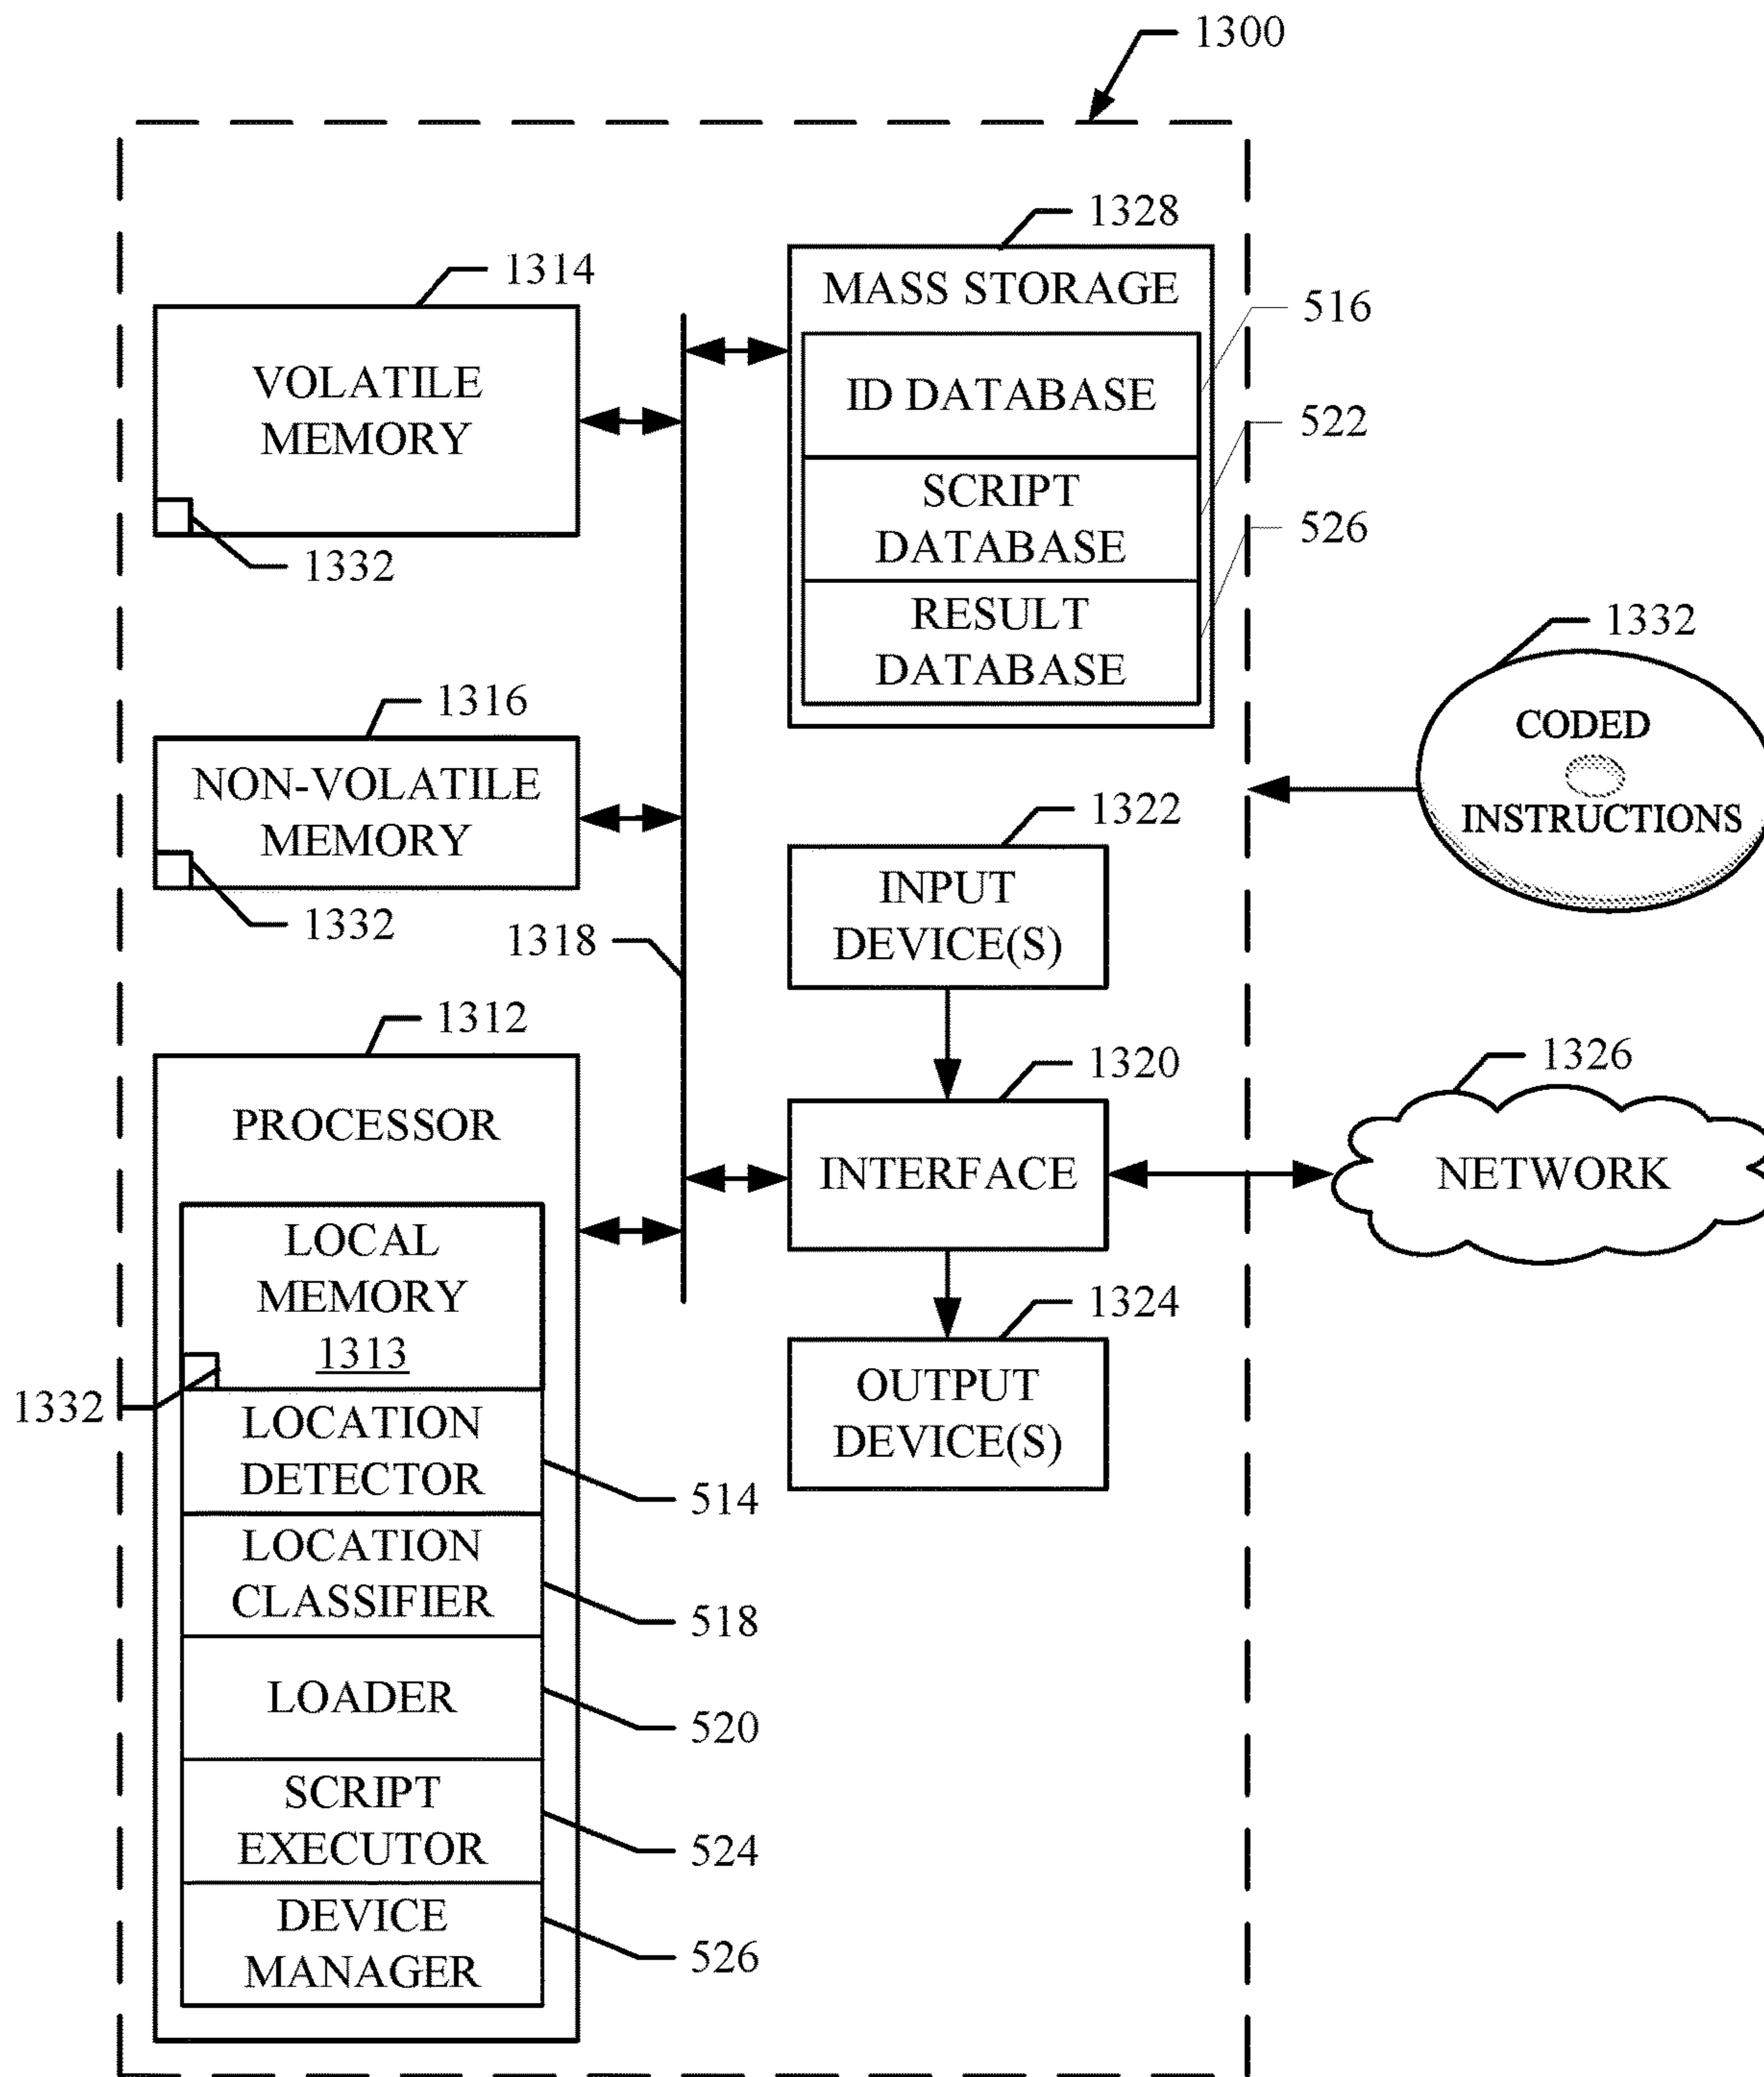 1300
1328
1314
MASS STORAGE
516
VOLATILE
MEMORY
ID DATABASE
522
SCRIPT
DATABASE
526
1332
RESULT
DATABASE
1332
1316
CODED
INSTRUCTIONS
NON-VOLATILE
MEMORY
1322
INPUT
DEVICE(S)
1332
1318
1312
1320
1326
PROCESSOR
INTERFACE
NETWORK
LOCAL
MEMORY
1313
1324
OUTPUT
DEVICE(S)
1332
LOCATION
DETECTOR
514
LOCATION
CLASSIFIER
518
LOADER
520
SCRIPT
EXECUTOR
524
DEVICE
MANAGER
526